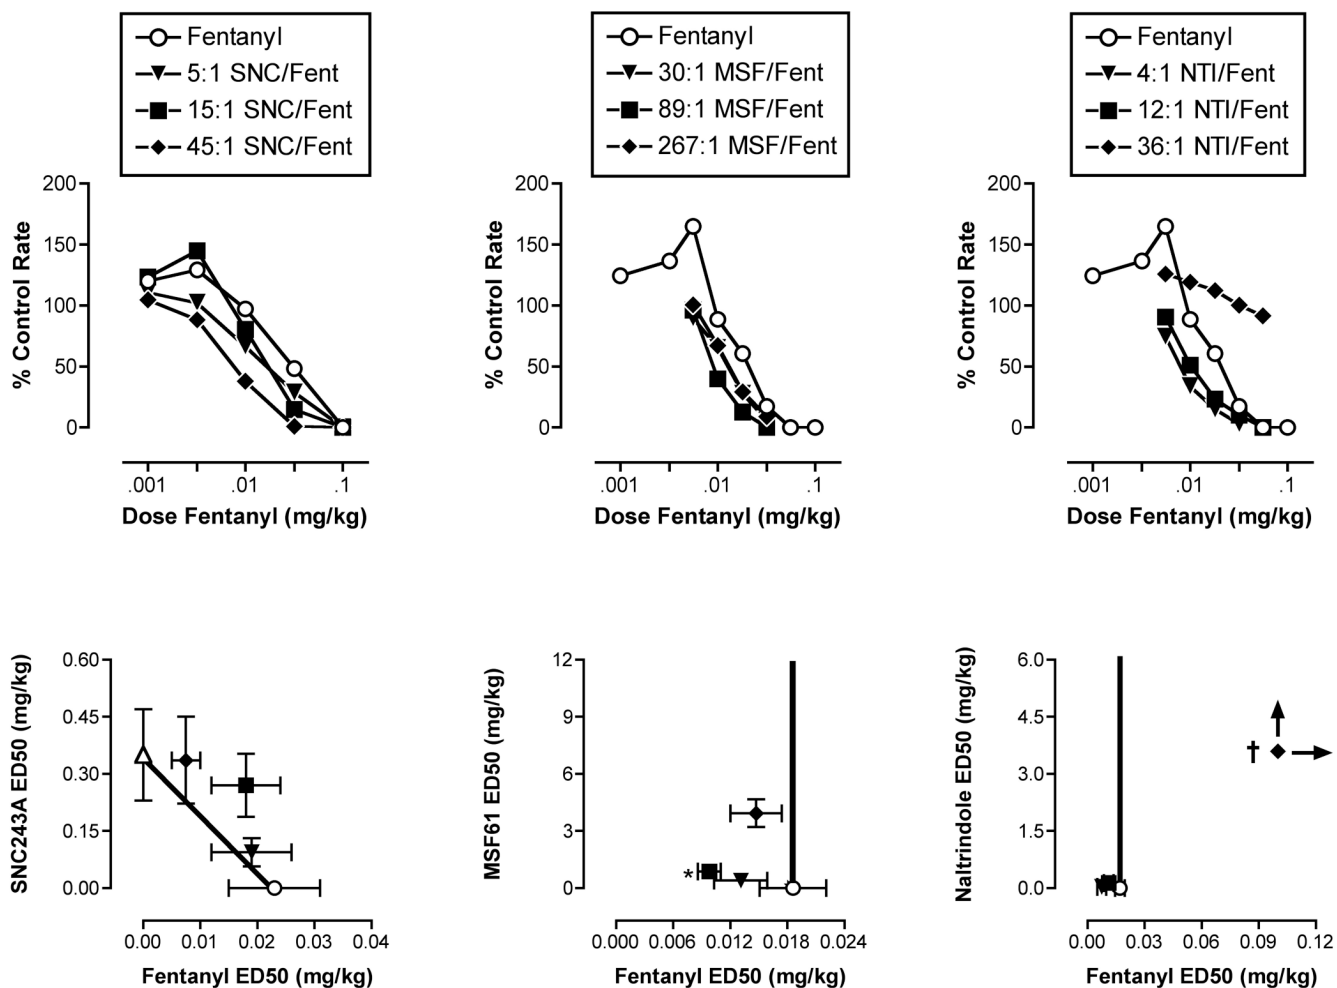 Fentanyl
5:1 SNC/Fent
15:1 SNC/Fent
45:1 SNC/Fent
Fentanyl
30:1 MSF/Fent
89:1 MSF/Fent
267:1 MSF/Fent
Fentanyl
4:1 NTI/Fent
12:1 NTI/Fent
36:1 NTI/Fent
% Control Rate
200
150
100
50
0
.001 .01 .1
Dose Fentanyl (mg/kg)
% Control Rate
200
150
100
50
0
.001 .01 .1
Dose Fentanyl (mg/kg)
% Control Rate
200
150
100
50
0
.001 .01 .1
Dose Fentanyl (mg/kg)
SNC243A ED50 (mg/kg)
0.60
0.45
0.30
0.15
0.00
0.00 0.01 0.02 0.03 0.04
Fentanyl ED50 (mg/kg)
MSF61 ED50 (mg/kg)
12
9
6
3
0
*
0.000 0.006 0.012 0.018 0.024
Fentanyl ED50 (mg/kg)
Naltrindole ED50 (mg/kg)
6.0
4.5
3.0
1.5
0.0
†
0.00 0.03 0.06 0.09 0.12
Fentanyl ED50 (mg/kg)